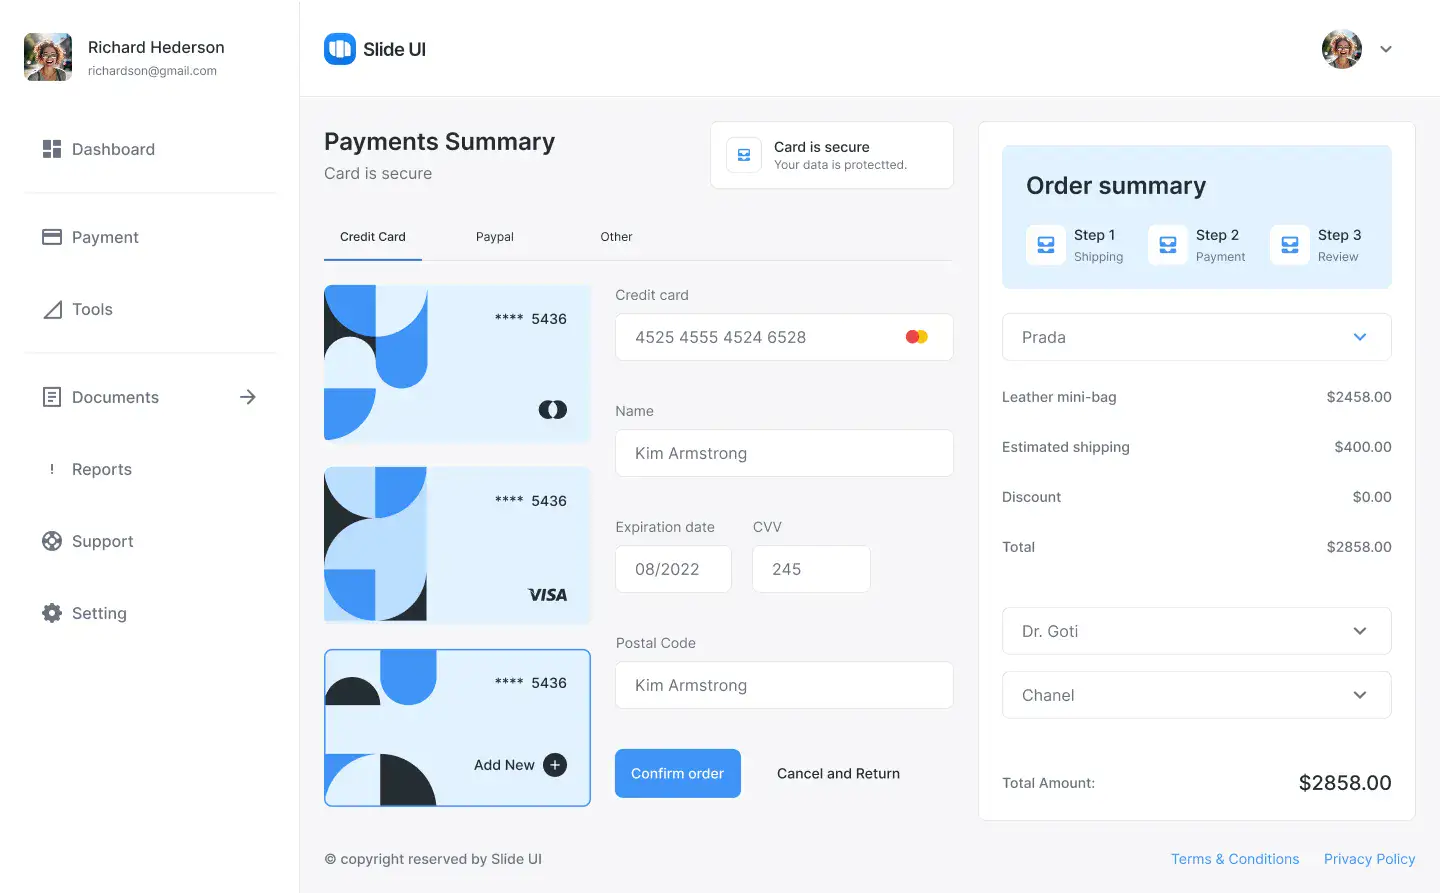 Richard Hederson
richardson@gmail.com
Dashboard
Payment
Tools
Documents
Reports
Support
Setting
Slide UI
Payments Summary
Card is secure
Card is secure
Your data is protectted.
Credit Card
Paypal
Other
**** 5436
**** 5436
VISA
**** 5436
Add New
Credit card
4525 4555 4524 6528
Name
Kim Armstrong
Expiration date
CVV
08/2022
245
Postal Code
Kim Armstrong
Confirm order
Cancel and Return
Order summary
Step 1
Shipping
Step 2
Payment
Step 3
Review
Prada
Leather mini-bag $2458.00
Estimated shipping $400.00
Discount $0.00
Total $2858.00
Dr. Goti
Chanel
Total Amount: $2858.00
© copyright reserved by Slide UI
Terms & Conditions
Privacy Policy